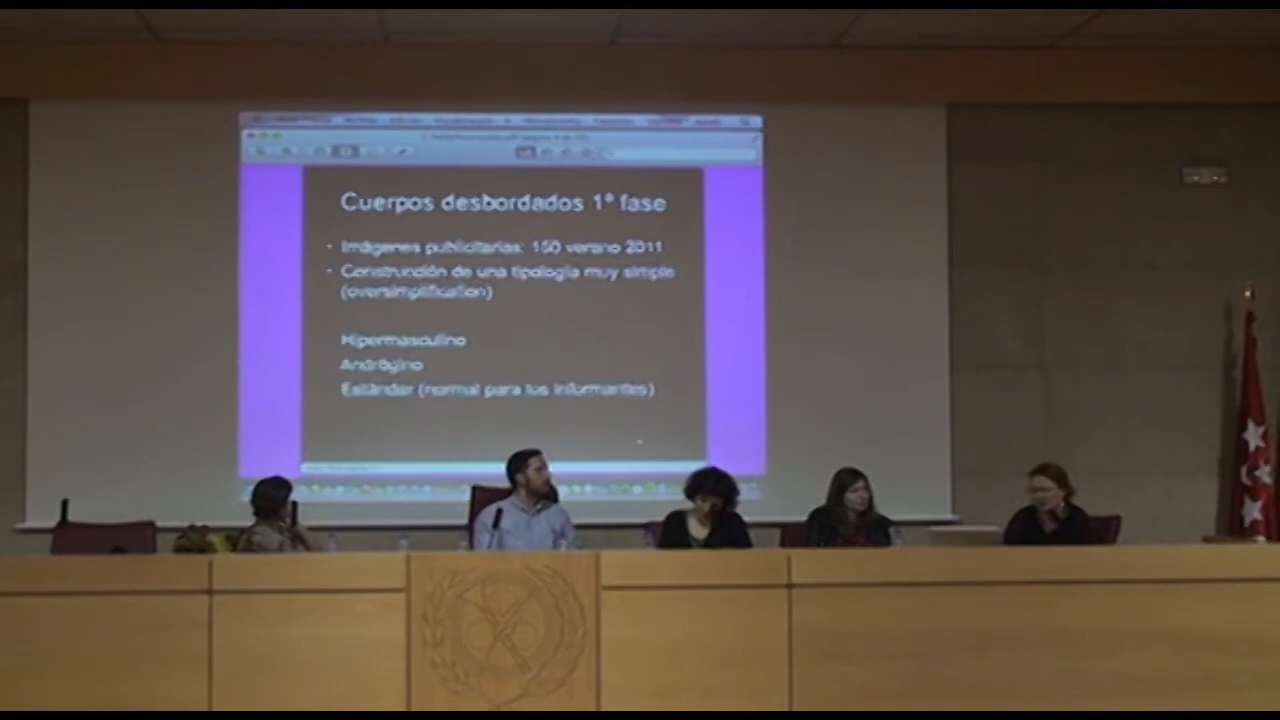 Cuerpos desbordados 1ª fase
- Imágenes publicitarias: 150 verano 2011
- Construcción de una tipología muy simple
(oversimplification)
Hipermasculino
Andrógino
Estándar (normal para los informantes)